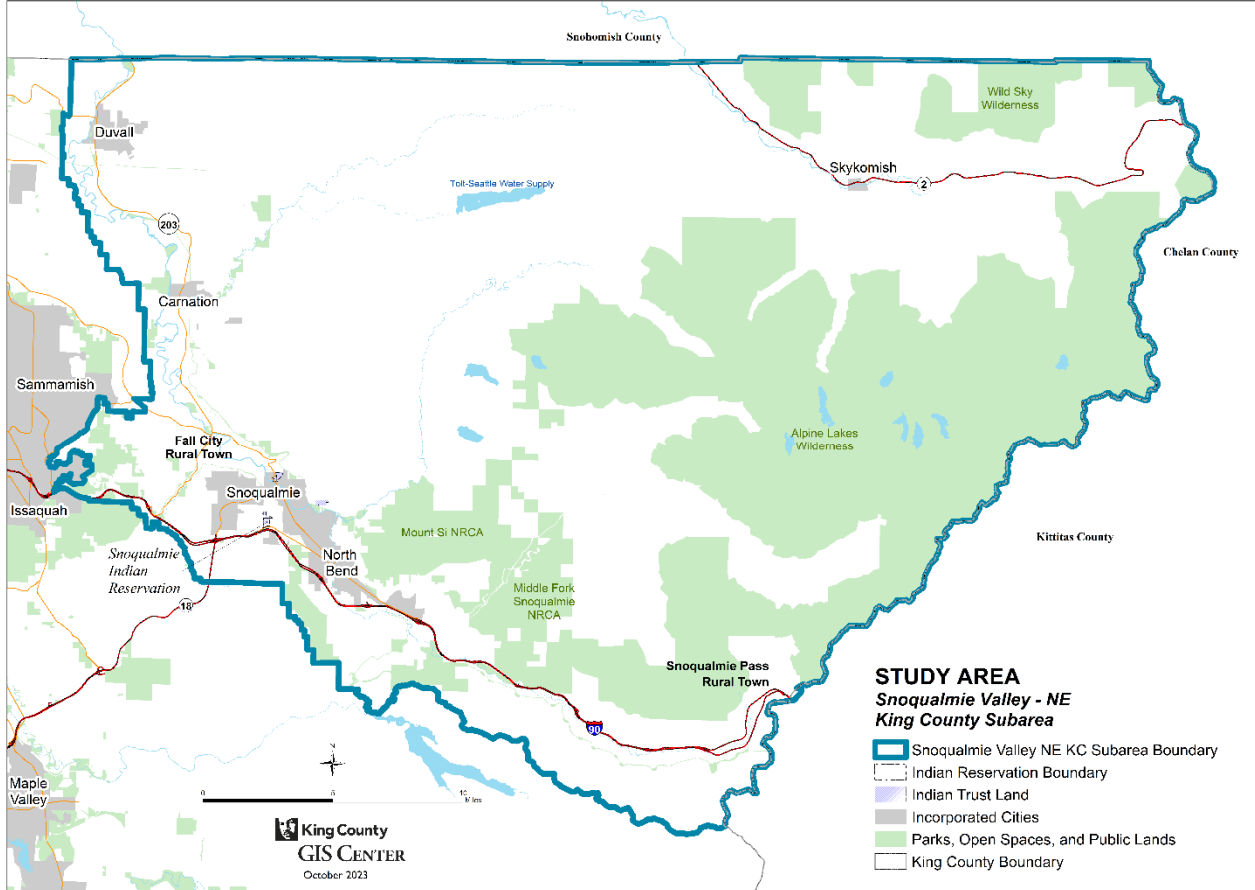 Snohomish County
Wild Sky
Wilderness
Duvall
Skykomish
2
Tolt-Seattle Water Supply
203
Chelan County
Carnation
Sammamish
Fall City
Rural Town
Alpine Lakes
Wilderness
Snoqualmie
Issaquah
Mount Si NRCA
Kittitas County
Snoqualmie
Indian
Reservation
North
Bend
Middle Fork
Snoqualmie
NRCA
18
Snoqualmie Pass
Rural Town
90
Maple
Valley
0
10
King County
GIS CENTER
October 2023
STUDY AREA
Snoqualmie Valley - NE
King County Subarea
Snoqualmie Valley NE KC Subarea Boundary
Indian Reservation Boundary
Indian Trust Land
Incorporated Cities
Parks, Open Spaces, and Public Lands
King County Boundary